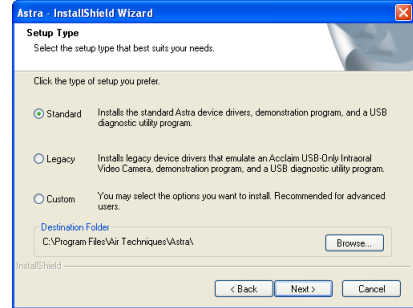 Astra - InstallShield Wizard
Setup Type
Select the setup type that best suits your needs.
Click the type of setup you prefer.
Standard
Installs the standard Astra device drivers, demonstration program, and a USB
diagnostic utility program.
Legacy
Installs legacy device drivers that emulate an Acclaim USB-Only Intraoral
Video Camera, demonstration program, and a USB diagnostic utility program.
Custom
You may select the options you want to install. Recommended for advanced
users.
Destination Folder
C:\Program Files\Air Techniques\Astra\
Browse...
InstallShield
< Back
Next >
Cancel